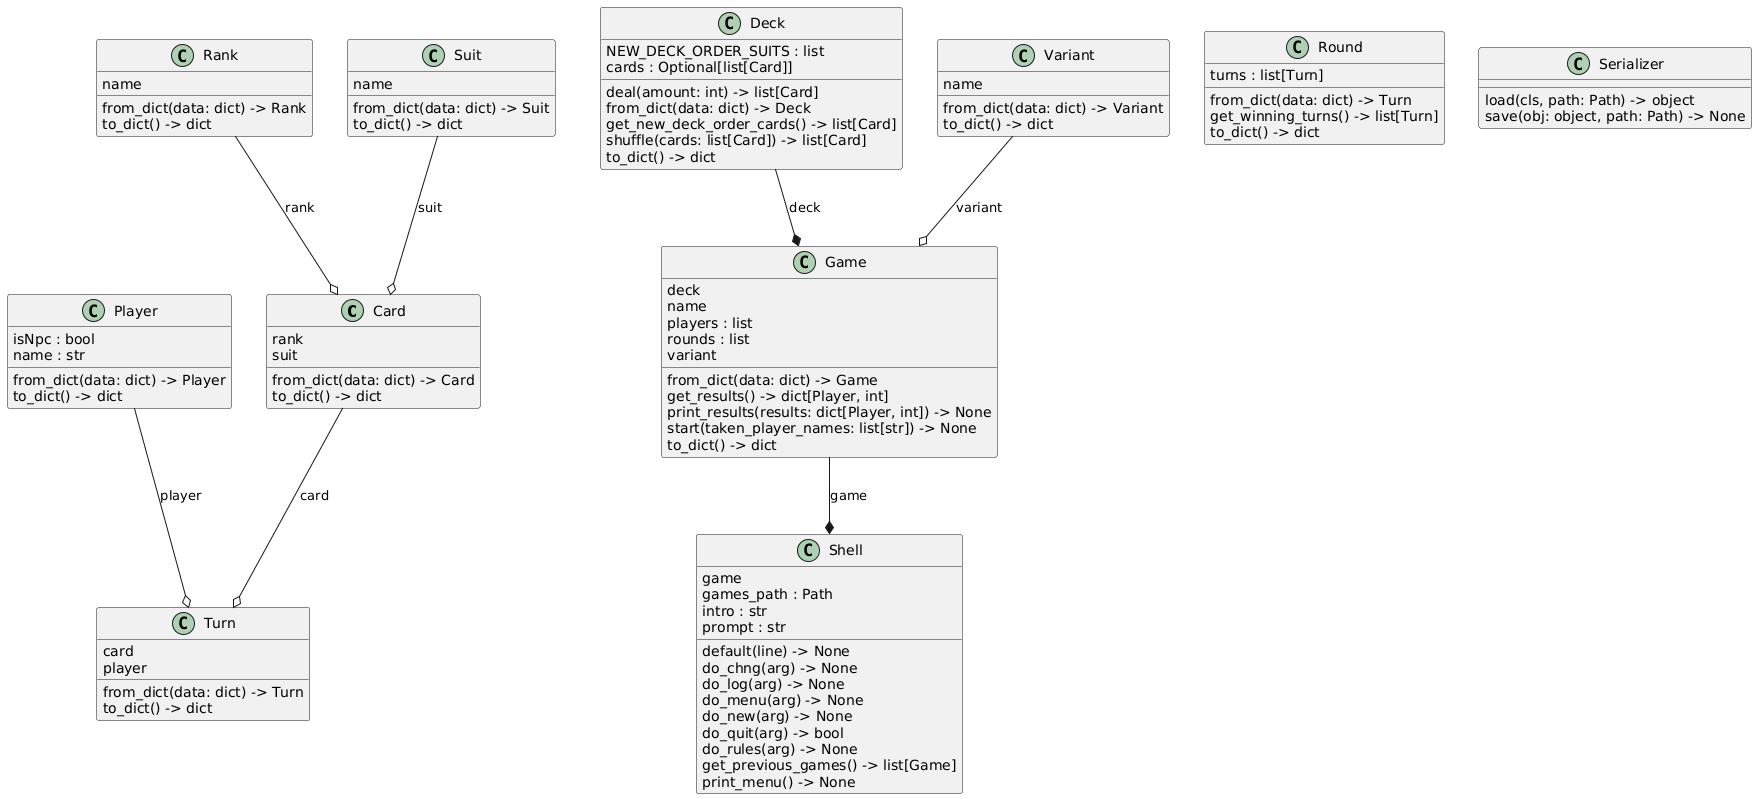 C Rank
name
from_dict(data: dict) -> Rank
to_dict() -> dict
C Suit
name
from_dict(data: dict) -> Suit
to_dict() -> dict
C Deck
NEW_DECK_ORDER_SUITS : list
cards : Optional[list[Card]]
deal(amount: int) -> list[Card]
from_dict(data: dict) -> Deck
get_new_deck_order_cards() -> list[Card]
shuffle(cards: list[Card]) -> list[Card]
to_dict() -> dict
C Variant
name
from_dict(data: dict) -> Variant
to_dict() -> dict
C Round
turns : list[Turn]
from_dict(data: dict) -> Turn
get_winning_turns() -> list[Turn]
to_dict() -> dict
C Serializer
load(cls, path: Path) -> object
save(obj: object, path: Path) -> None
rank
suit
deck
variant
C Player
isNpc : bool
name : str
from_dict(data: dict) -> Player
to_dict() -> dict
C Card
rank
suit
from_dict(data: dict) -> Card
to_dict() -> dict
C Game
deck
name
players : list
rounds : list
variant
from_dict(data: dict) -> Game
get_results() -> dict[Player, int]
print_results(results: dict[Player, int]) -> None
start(taken_player_names: list[str]) -> None
to_dict() -> dict
player
card
game
C Turn
card
player
from_dict(data: dict) -> Turn
to_dict() -> dict
C Shell
game
games_path : Path
intro : str
prompt : str
default(line) -> None
do_chng(arg) -> None
do_log(arg) -> None
do_menu(arg) -> None
do_new(arg) -> None
do_quit(arg) -> bool
do_rules(arg) -> None
get_previous_games() -> list[Game]
print_menu() -> None